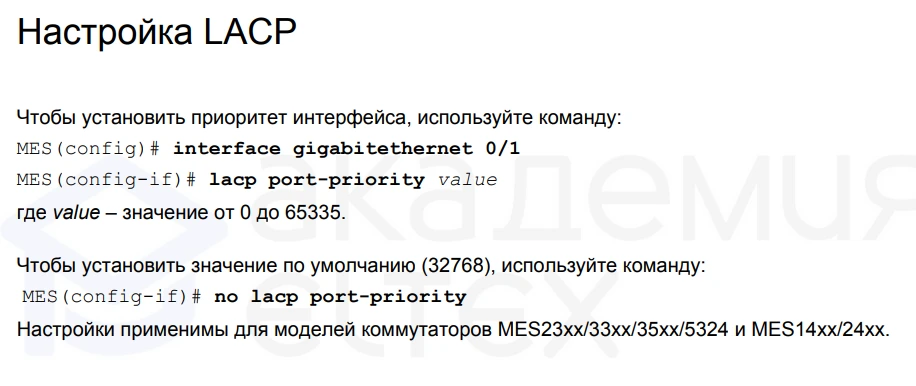 Настройка LACP
Чтобы установить приоритет интерфейса, используйте команду:
MES(config)# interface gigabitethernet 0/1
MES(config-if)# lacp port-priority value
где value – значение от 0 до 65335.
Чтобы установить значение по умолчанию (32768), используйте команду:
MES(config-if)# no lacp port-priority
Настройки применимы для моделей коммутаторов MES23xx/33xx/35xx/5324 и MES14xx/24xx.
академия
eltex